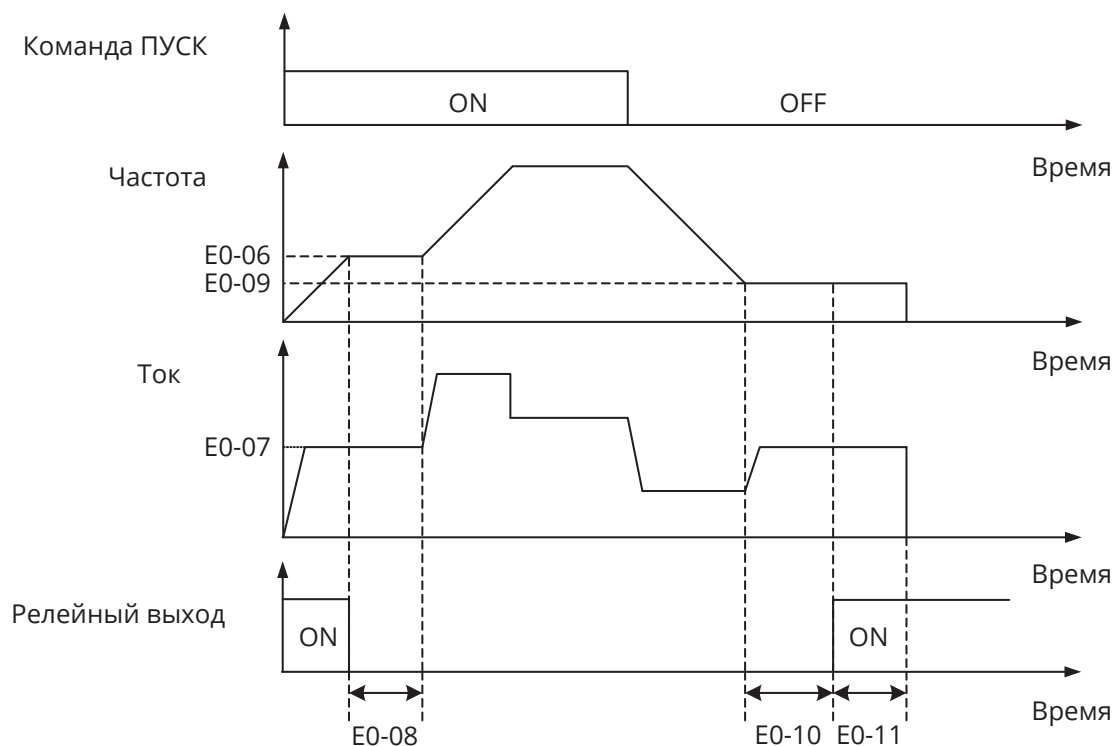 Команда ПУСК
ON
OFF
Время
Частота
E0-06
E0-09
Время
Ток
E0-07
Время
Релейный выход
ON
ON
Время
E0-08
E0-10
E0-11